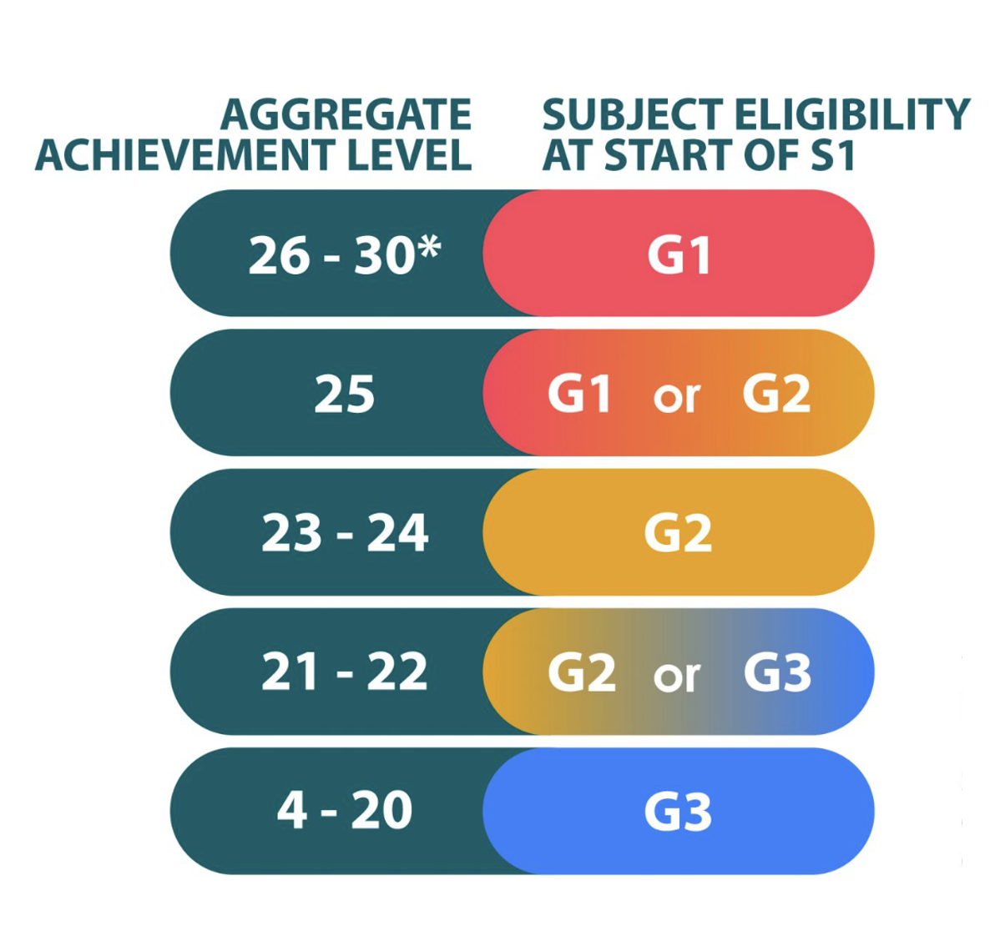 AGGREGATE
ACHIEVEMENT LEVEL
SUBJECT ELIGIBILITY
AT START OF S1
26 - 30* G1
25 G1 or G2
23 - 24 G2
21 - 22 G2 or G3
4 - 20 G3